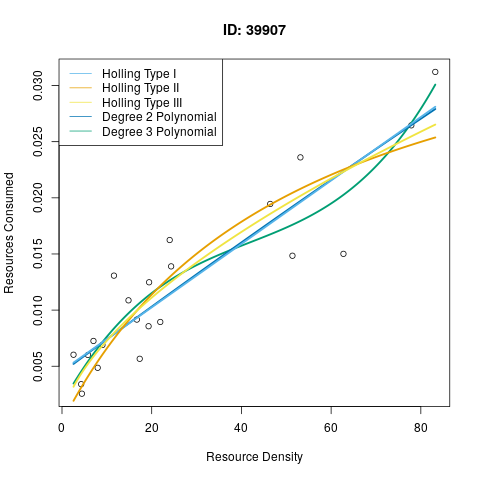 ID: 39907
Holling Type I
Holling Type II
Holling Type III
Degree 2 Polynomial
Degree 3 Polynomial
Resources Consumed
0.030
0.025
0.020
0.015
0.010
0.005
0 20 40 60 80
Resource Density